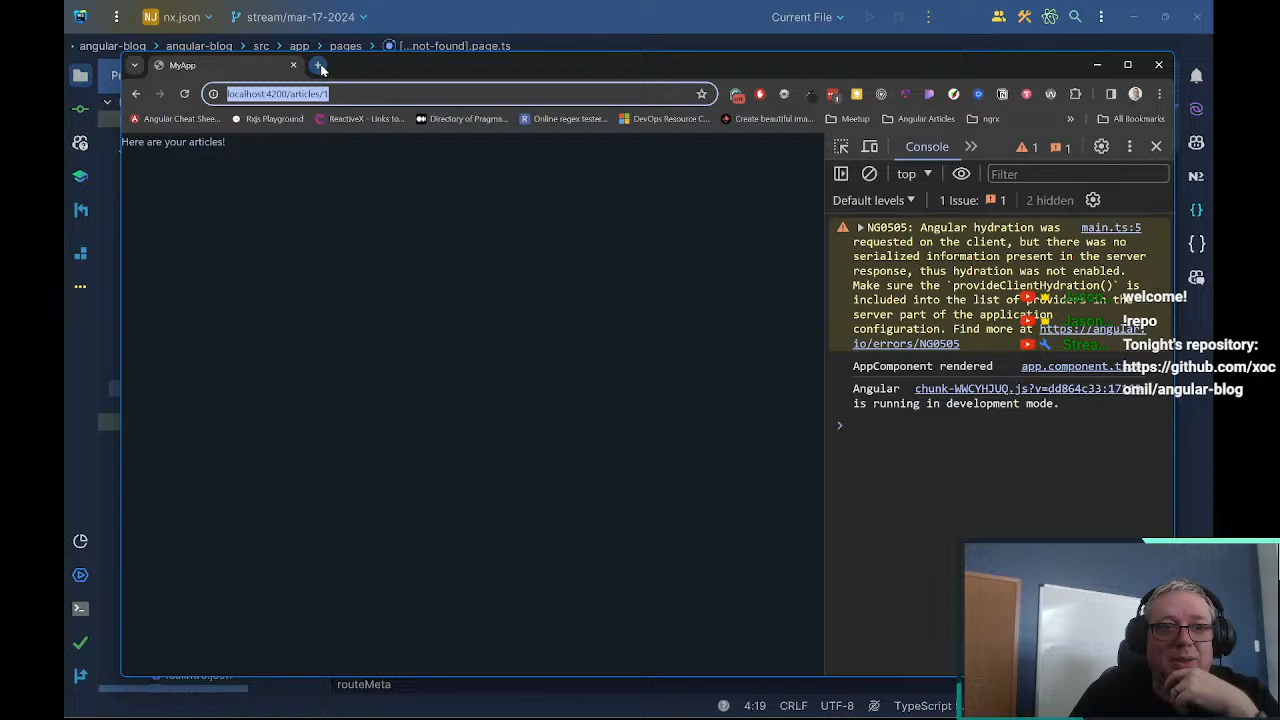 NJ nx.json
stream/mar-17-2024
Current File
angular-blog
angular-blog
src
app
pages
[...not-found].page.ts
MyApp
localhost:4200/articles/1
Angular Cheat Shee...
Rxjs Playground
ReactiveX - Links to...
Directory of Pragma...
Online regex tester...
DevOps Resource C...
Create beautiful ima...
Meetup
Angular Articles
ngrx
All Bookmarks
Here are your articles!
Console
1
1
top
Filter
Default levels
1 Issue:
1
2 hidden
NG0505: Angular hydration was main.ts:5
requested on the client, but there was no
serialized information present in the server
response, thus hydration was not enabled.
Make sure the `provideClientHydration()` is
included into the list of providers in the
server part of the application
configuration. Find more at https://angular.
io/errors/NG0505
AppComponent rendered
Angular
is running in development mode.
welcome!
!repo
Strea... Tonight's repository:
https://github.com/xoc
omil/angular-blog
routeMeta
4:19
CRLF
UTF-8
TypeScript